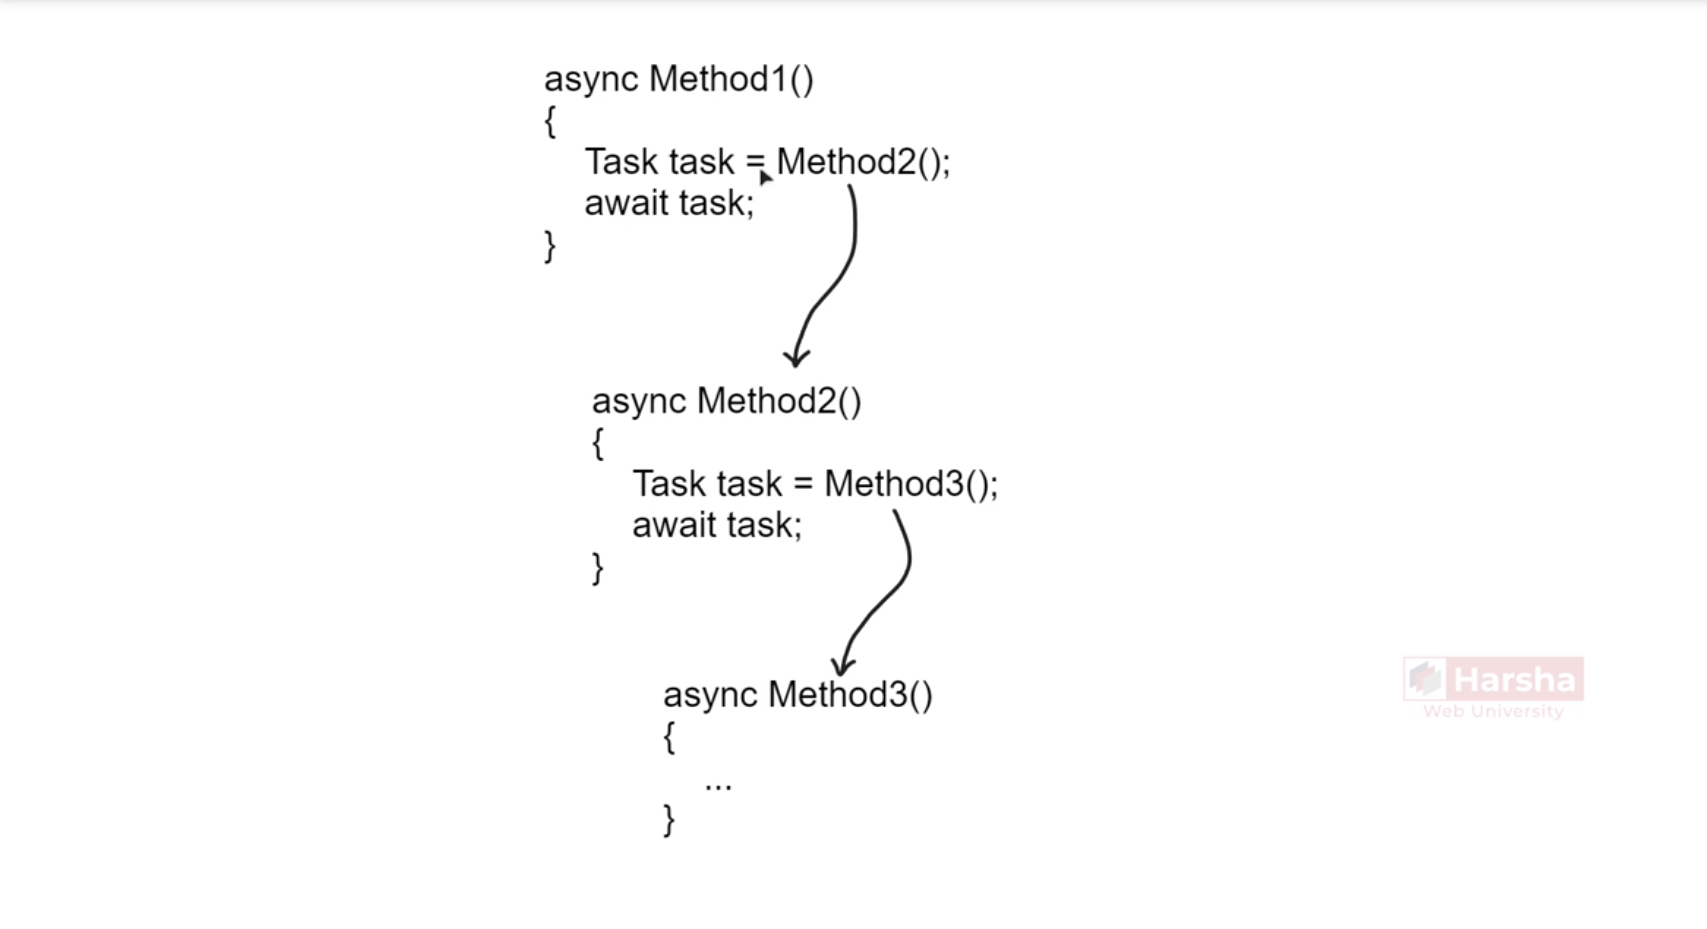 async Method1()
{
Task task = Method2();
await task;
}
async Method2()
{
Task task = Method3();
await task;
}
async Method3()
{
...
}
Harsha
Web University